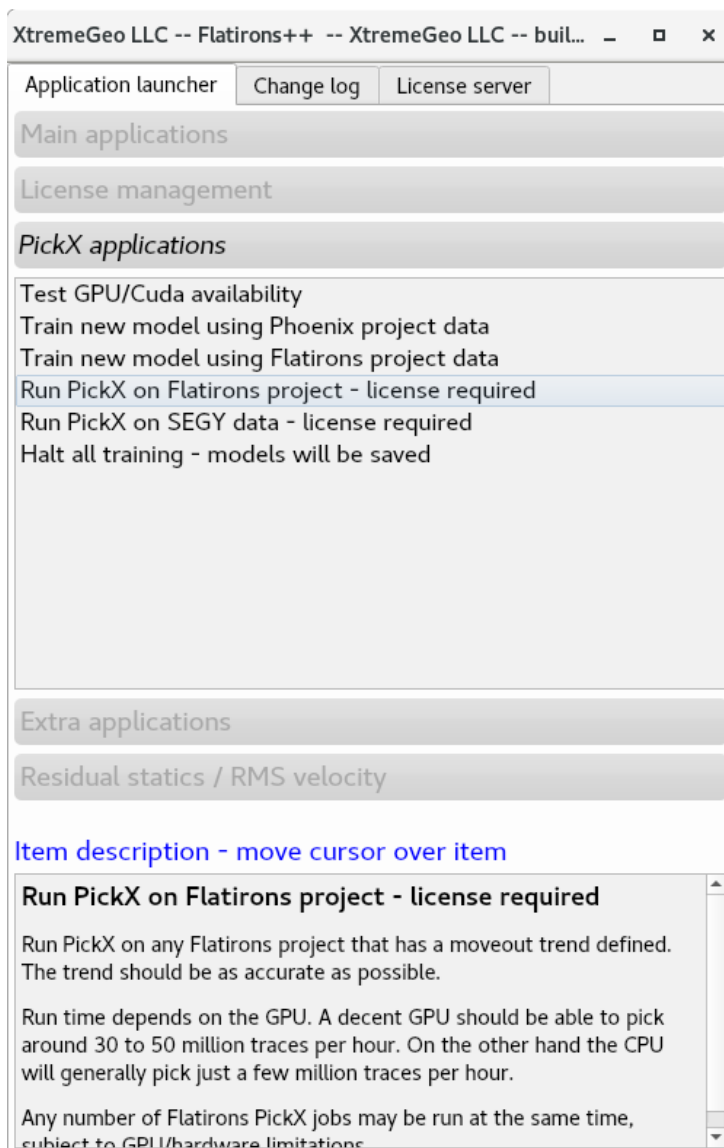 XtremeGeo LLC -- Flatirons++ -- XtremeGeo LLC -- buil...
Application launcher
Change log
License server
Main applications
License management
PickX applications
Test GPU/Cuda availability
Train new model using Phoenix project data
Train new model using Flatirons project data
Run PickX on Flatirons project - license required
Run PickX on SEGY data - license required
Halt all training - models will be saved
Extra applications
Residual statics / RMS velocity
Item description - move cursor over item
Run PickX on Flatirons project - license required
Run PickX on any Flatirons project that has a moveout trend defined.
The trend should be as accurate as possible.
Run time depends on the GPU. A decent GPU should be able to pick
around 30 to 50 million traces per hour. On the other hand the CPU
will generally pick just a few million traces per hour.
Any number of Flatirons PickX jobs may be run at the same time,
subject to GPU/hardware limitations